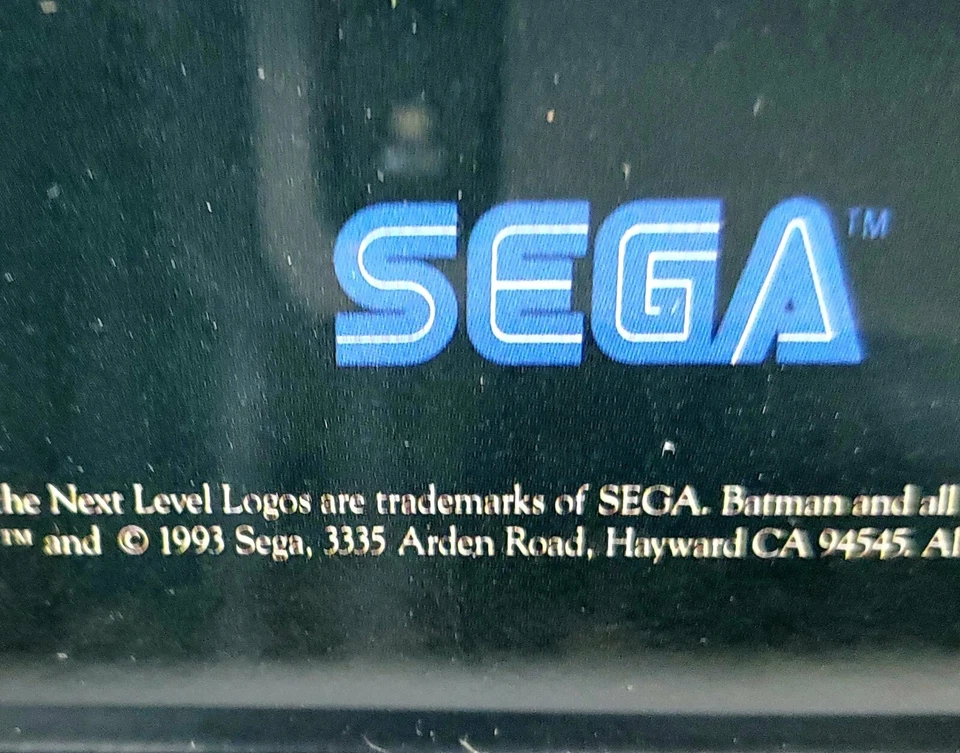 SEGA™
he Next Level Logos are trademarks of SEGA. Batman and all
™ and © 1993 Sega, 3335 Arden Road, Hayward CA 94545. Al